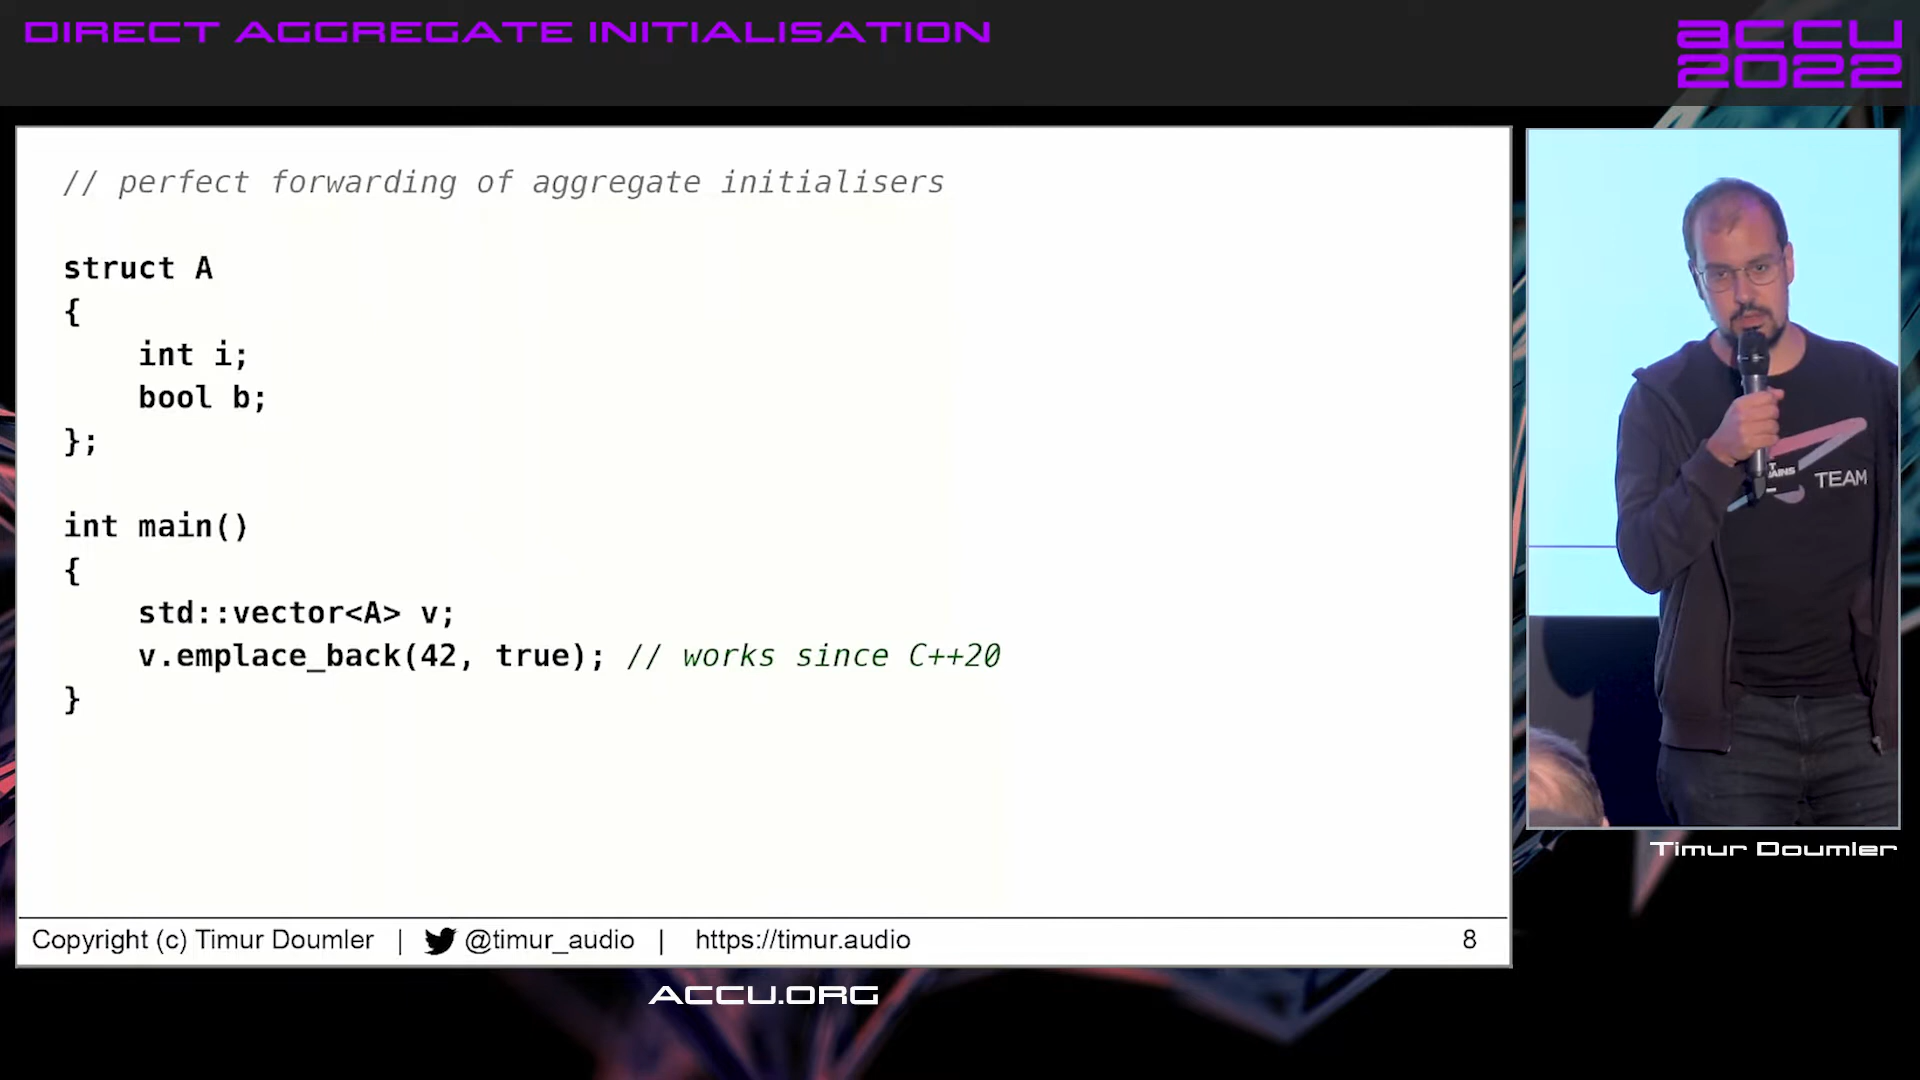 DIRECT AGGREGATE INITIALISATION
accu
2022
// perfect forwarding of aggregate initialisers
struct A
{
    int i;
    bool b;
};
int main()
{
    std::vector<A> v;
    v.emplace_back(42, true); // works since C++20
}
TEAM
Timur Doumler
Copyright (c) Timur Doumler | @timur_audio | https://timur.audio
8
ACCU.ORG